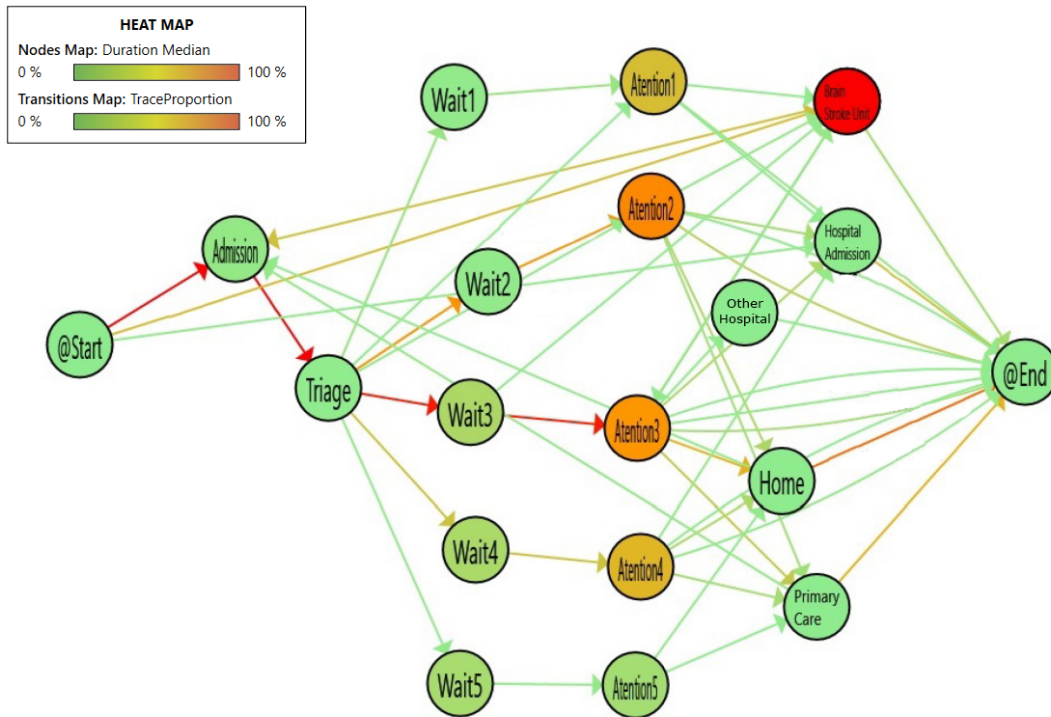 HEAT MAP
Nodes Map: Duration Median
0 % 100 %
Transitions Map: TraceProportion
0 % 100 %
Wait1
Atention1
Brain
Stroke Unit
Atention2
Admission
Hospital
Admission
Wait2
Other
Hospital
@Start
Triage
@End
Wait3
Atention3
Home
Wait4
Atention4
Primary
Care
Wait5
Atention5